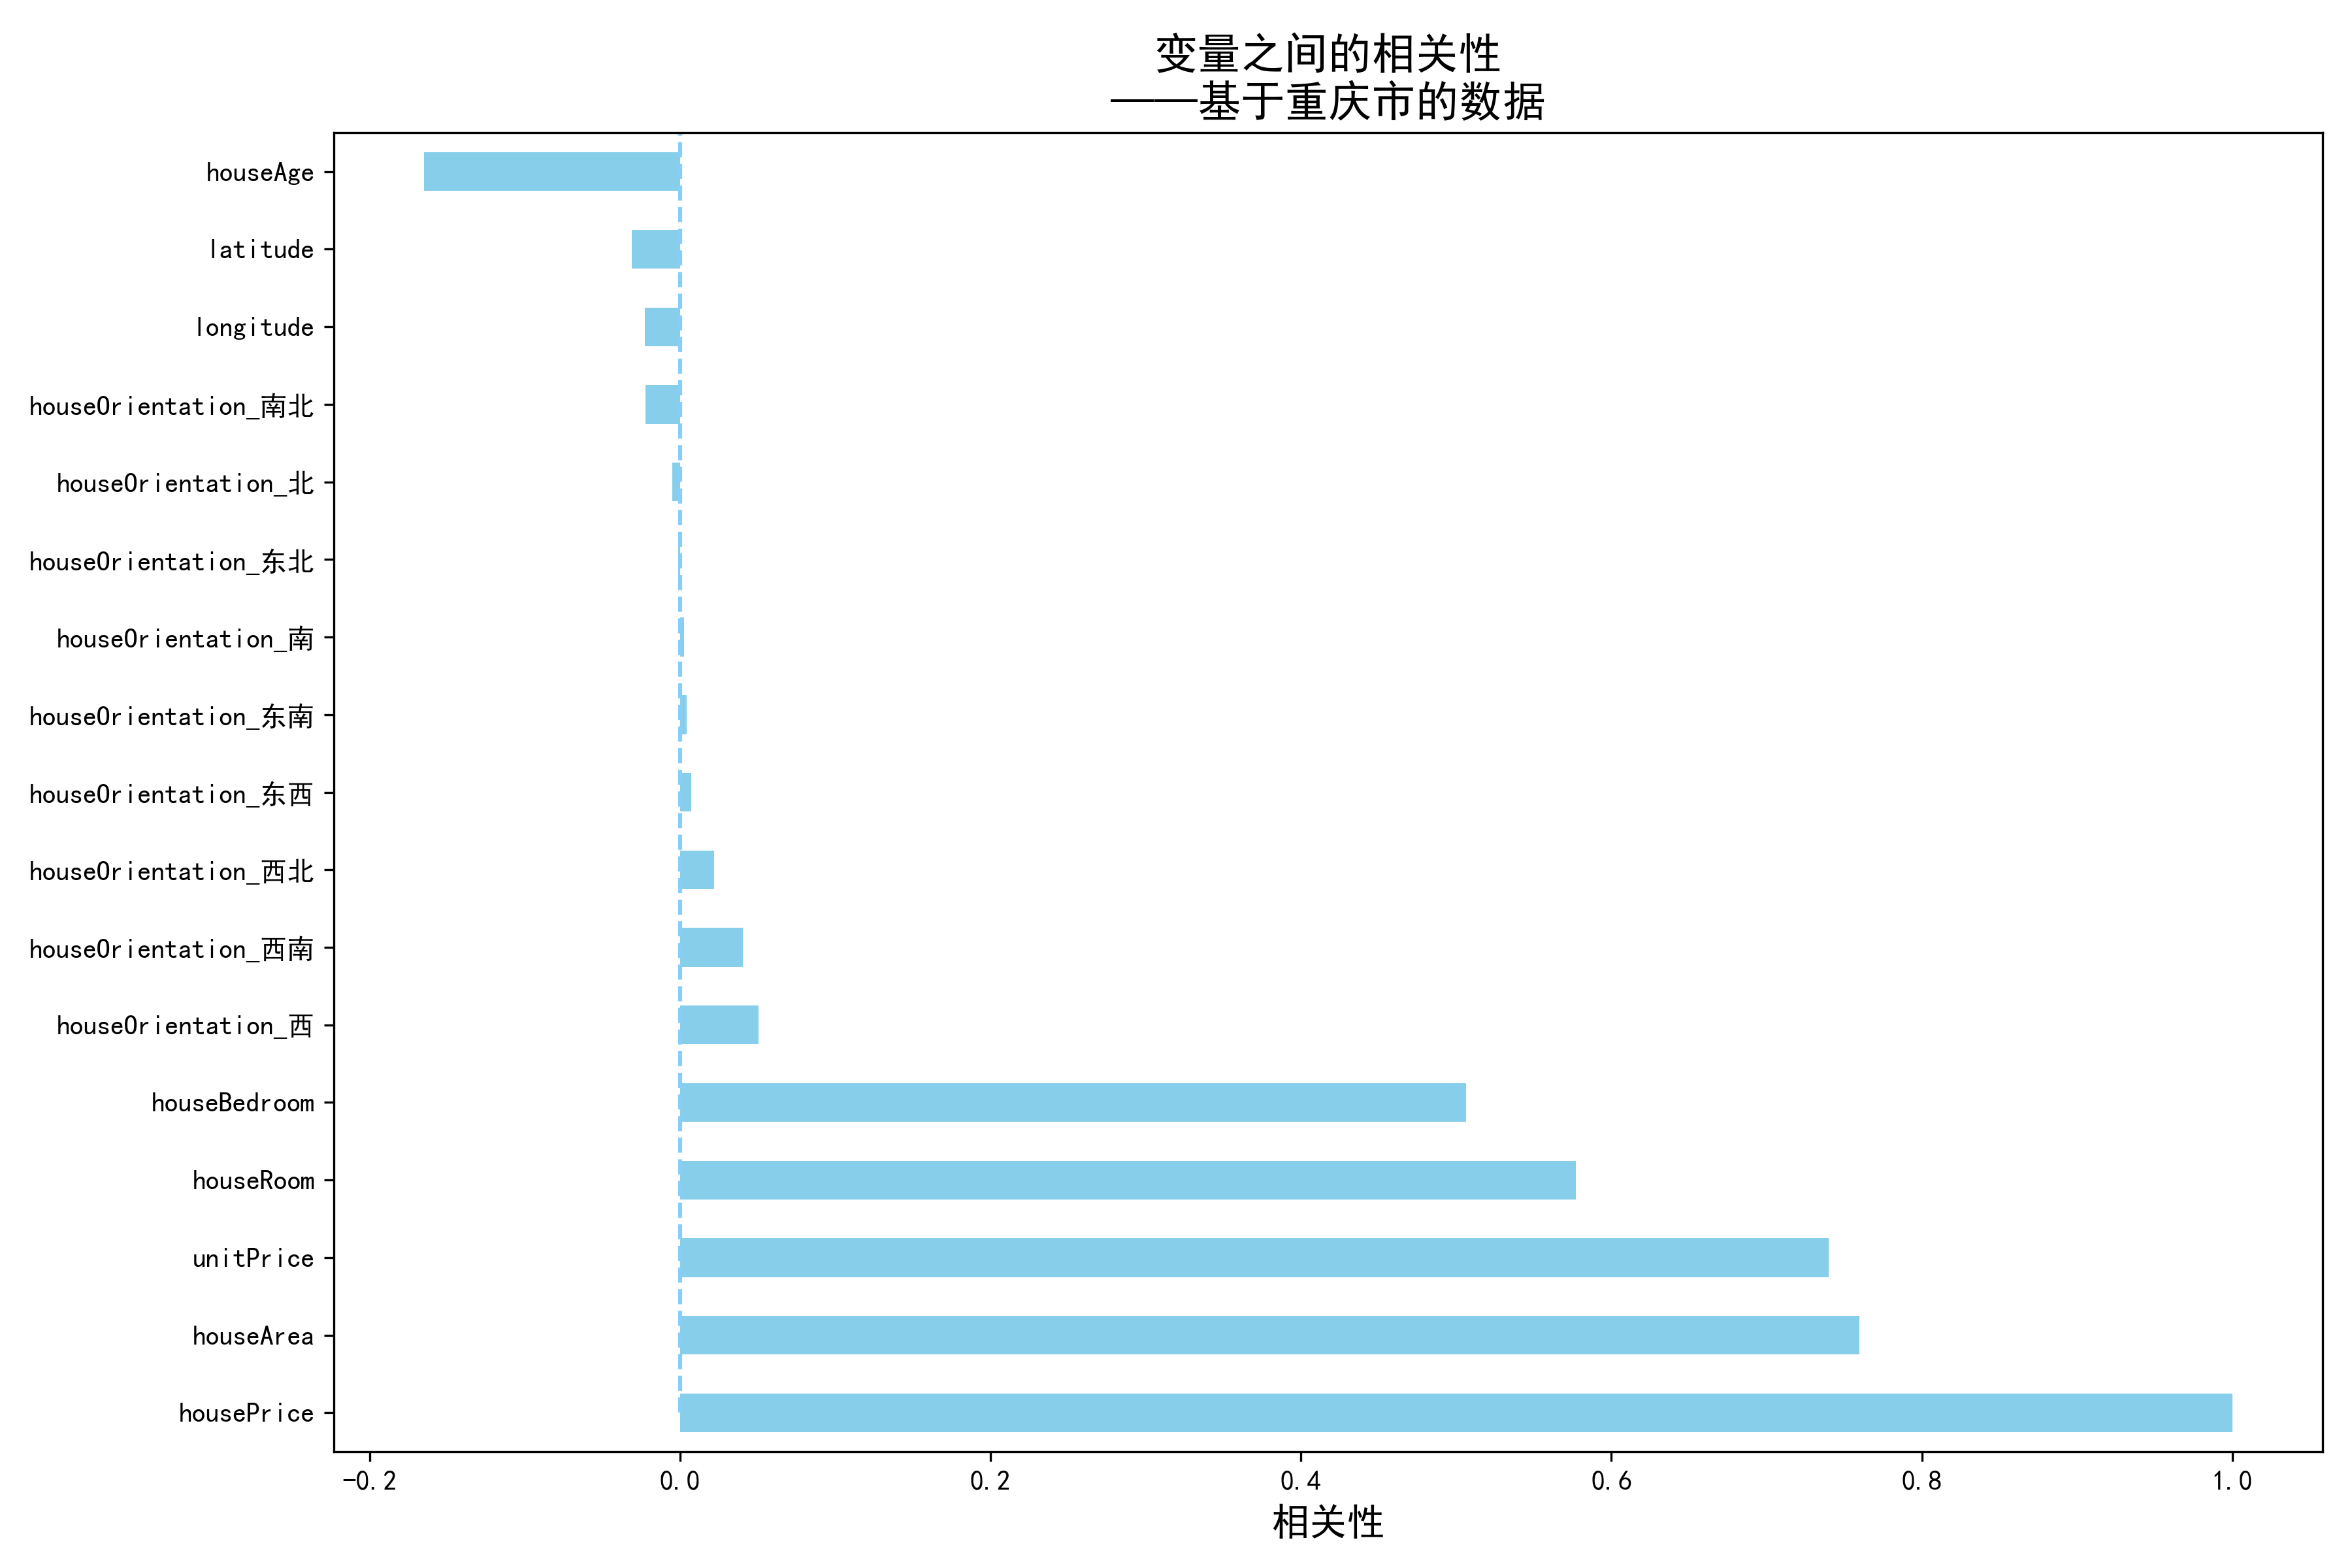 变量之间的相关性
——基于重庆市的数据
houseAge
latitude
longitude
houseOrientation_南北
houseOrientation_北
houseOrientation_东北
houseOrientation_南
houseOrientation_东南
houseOrientation_东西
houseOrientation_西北
houseOrientation_西南
houseOrientation_西
houseBedroom
houseRoom
unitPrice
houseArea
housePrice
-0.2 0.0 0.2 0.4 0.6 0.8 1.0
相关性